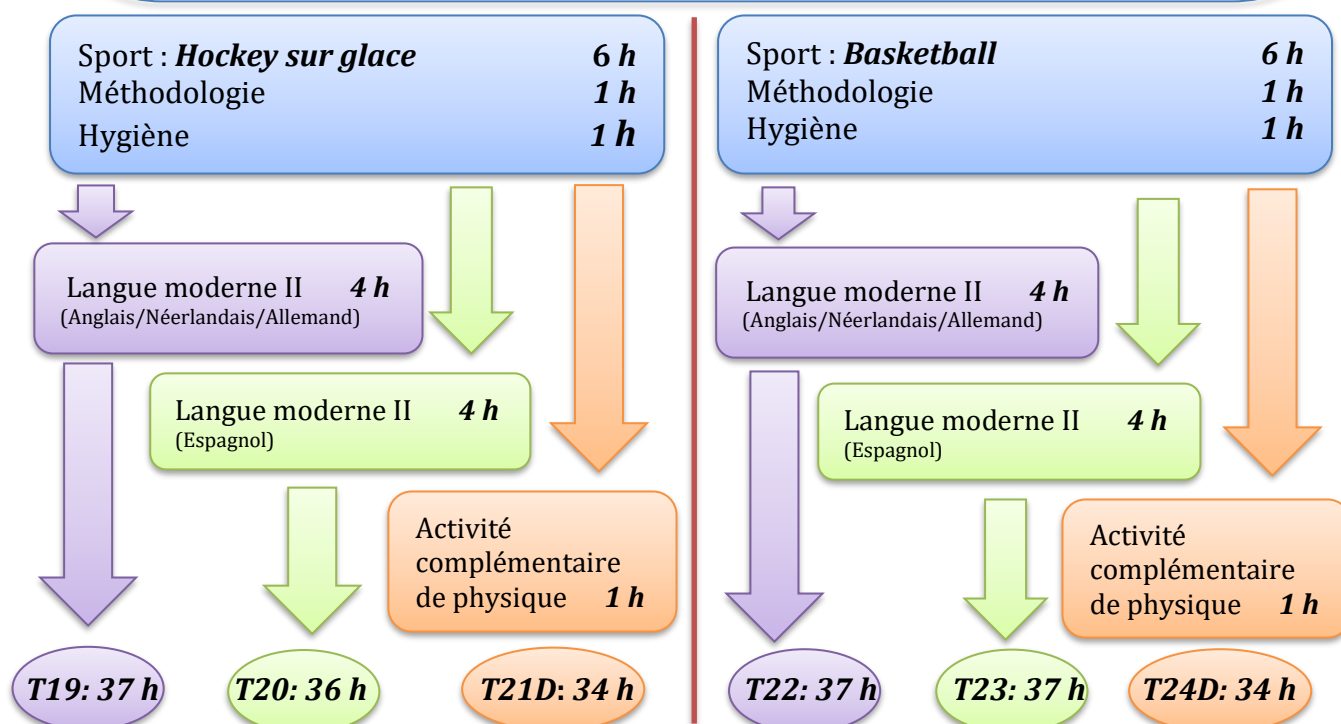 Sport : Hockey sur glace 6 h
Méthodologie 1 h
Hygiène 1 h
Langue moderne II 4 h
(Anglais/Néerlandais/Allemand)
Langue moderne II 4 h
(Espagnol)
Activité
complémentaire
de physique 1 h
T19: 37 h
T20: 36 h
T21D: 34 h
Sport : Basketball 6 h
Méthodologie 1 h
Hygiène 1 h
Langue moderne II 4 h
(Anglais/Néerlandais/Allemand)
Langue moderne II 4 h
(Espagnol)
Activité
complémentaire
de physique 1 h
T22: 37 h
T23: 37 h
T24D: 34 h